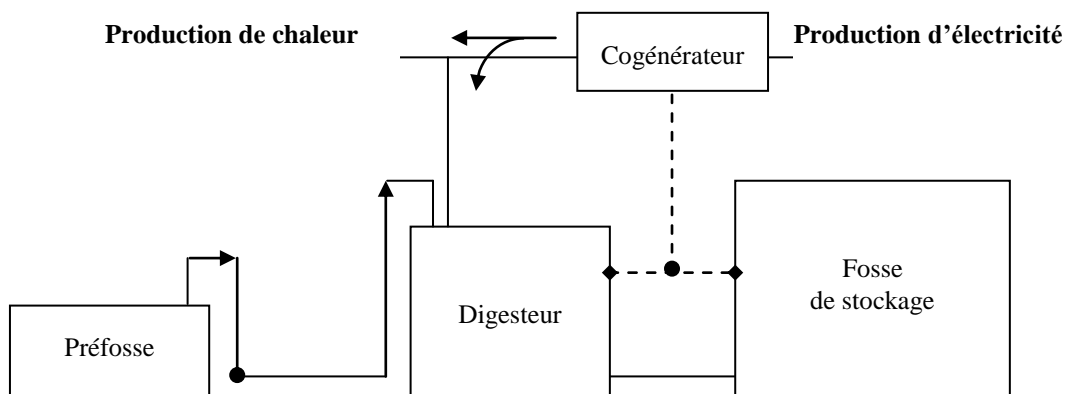 Production de chaleur
Cogénérateur
Production d’électricité
Préfosse
Digesteur
Fosse
de stockage